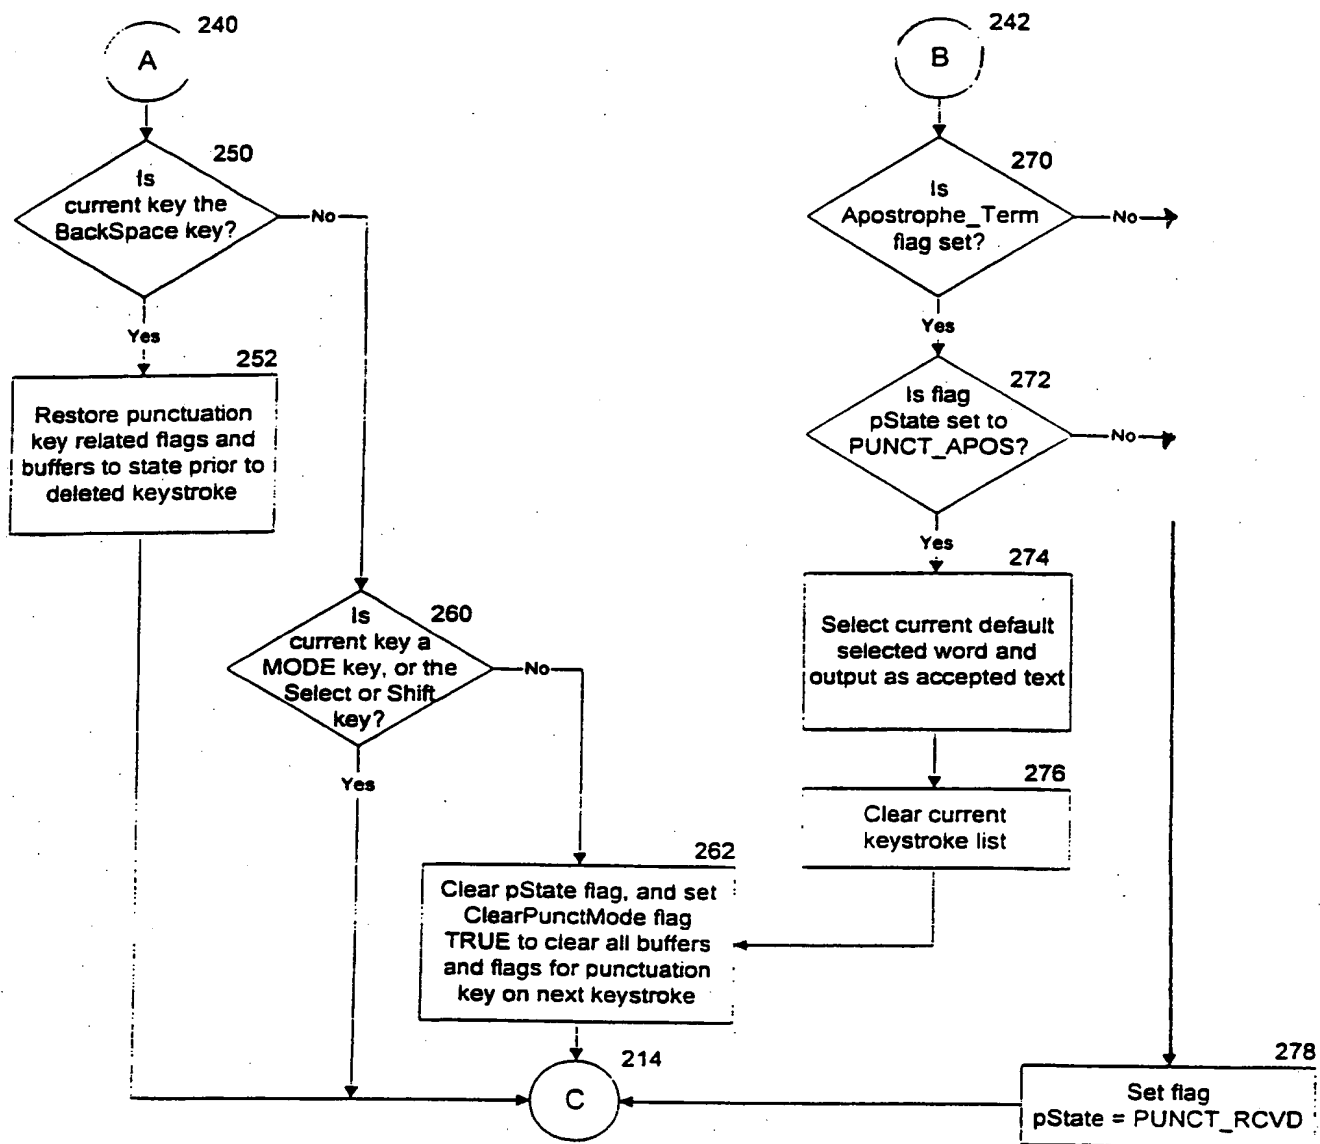 240
A
250
Is
current key the
BackSpace key?
No
Yes
252
Restore punctuation
key related flags and
buffers to state prior to
deleted keystroke
260
Is
current key a
MODE key, or the
Select or Shift
key?
No
Yes
262
Clear pState flag, and set
ClearPunctMode flag
TRUE to clear all buffers
and flags for punctuation
key on next keystroke
214
C
242
B
270
Is
Apostrophe_Term
flag set?
No
Yes
272
Is flag
pState set to
PUNCT_APOS?
No
Yes
274
Select current default
selected word and
output as accepted text
276
Clear current
keystroke list
278
Set flag
pState = PUNCT_RCVD